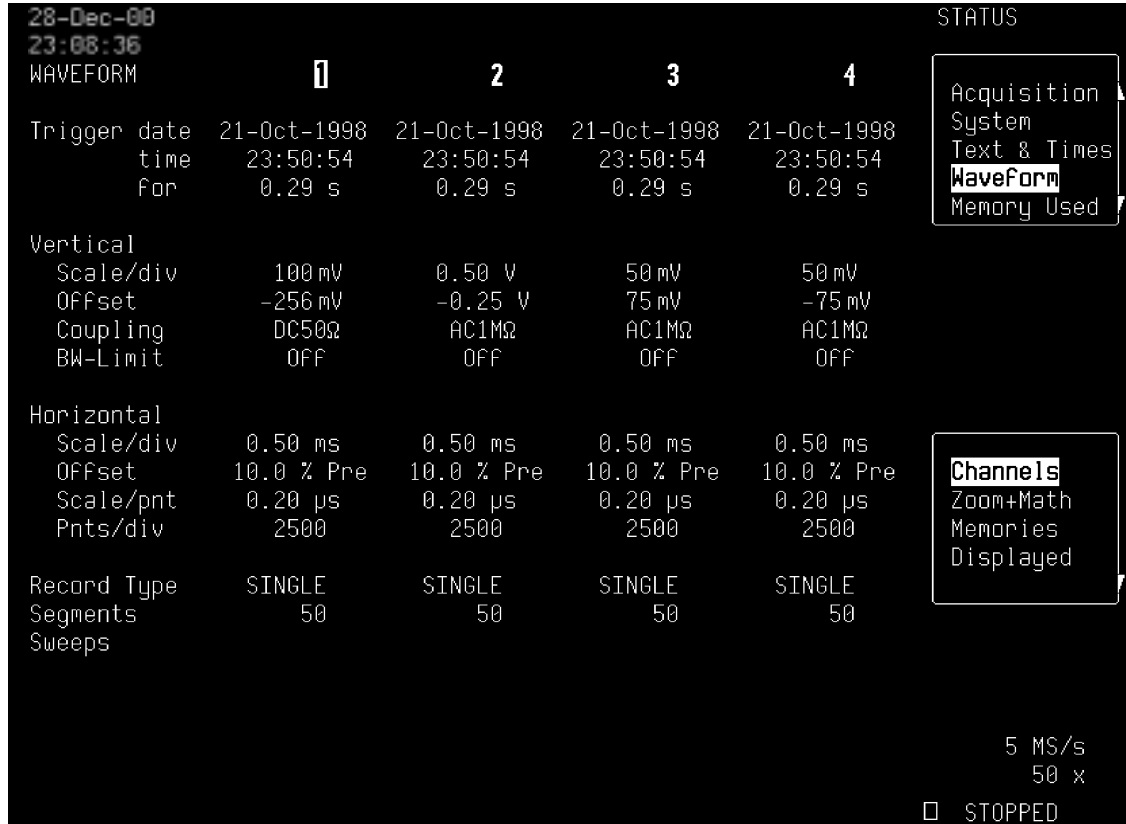 28-Dec-00
23:08:36
STATUS
WAVEFORM 1 2 3 4
Trigger date 21-Oct-1998 21-Oct-1998 21-Oct-1998 21-Oct-1998
time 23:50:54 23:50:54 23:50:54 23:50:54
for 0.29 s 0.29 s 0.29 s 0.29 s
Vertical
Scale/div 100 mV 0.50 V 50 mV 50 mV
Offset -256 mV -0.25 V 75 mV -75 mV
Coupling DC50Ω AC1MΩ AC1MΩ AC1MΩ
BW-Limit Off Off Off Off
Horizontal
Scale/div 0.50 ms 0.50 ms 0.50 ms 0.50 ms
Offset 10.0 % Pre 10.0 % Pre 10.0 % Pre 10.0 % Pre
Scale/pnt 0.20 µs 0.20 µs 0.20 µs 0.20 µs
Pnts/div 2500 2500 2500 2500
Record Type SINGLE SINGLE SINGLE SINGLE
Segments 50 50 50 50
Sweeps
Acquisition
System
Text & Times
Waveform
Memory Used
Channels
Zoom+Math
Memories
Displayed
5 MS/s
50 x
STOPPED